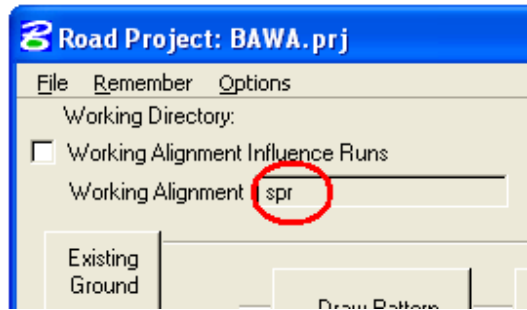 Road Project: BAWA.prj
File Remember Options
Working Directory:
Working Alignment Influence Runs
Working Alignment spr
Existing
Ground
Draw Pattern